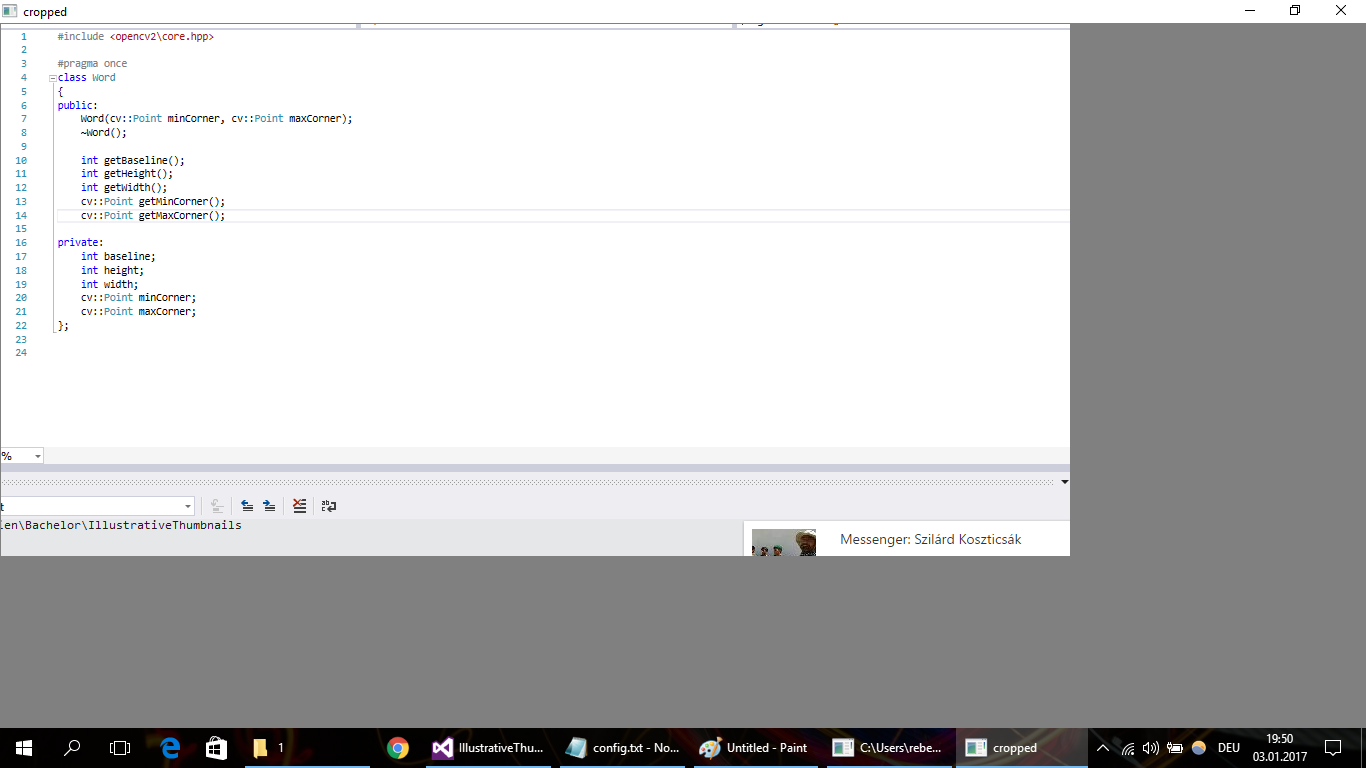 cropped
1 #include <opencv2\core.hpp>
2
3 #pragma once
4 class Word
5 {
6 public:
7 Word(cv::Point minCorner, cv::Point maxCorner);
8 ~Word();
9
10 int getBaseline();
11 int getHeight();
12 int getWidth();
13 cv::Point getMinCorner();
14 cv::Point getMaxCorner();
15
16 private:
17 int baseline;
18 int height;
19 int width;
20 cv::Point minCorner;
21 cv::Point maxCorner;
22 };
23
24
%
t
ien\Bachelor\IllustrativeThumbnails
Messenger: Szilárd Koszticsák
1 IllustrativeThu... config.txt - No... Untitled - Paint C:\Users\rebe... cropped DEU 19:50
03.01.2017